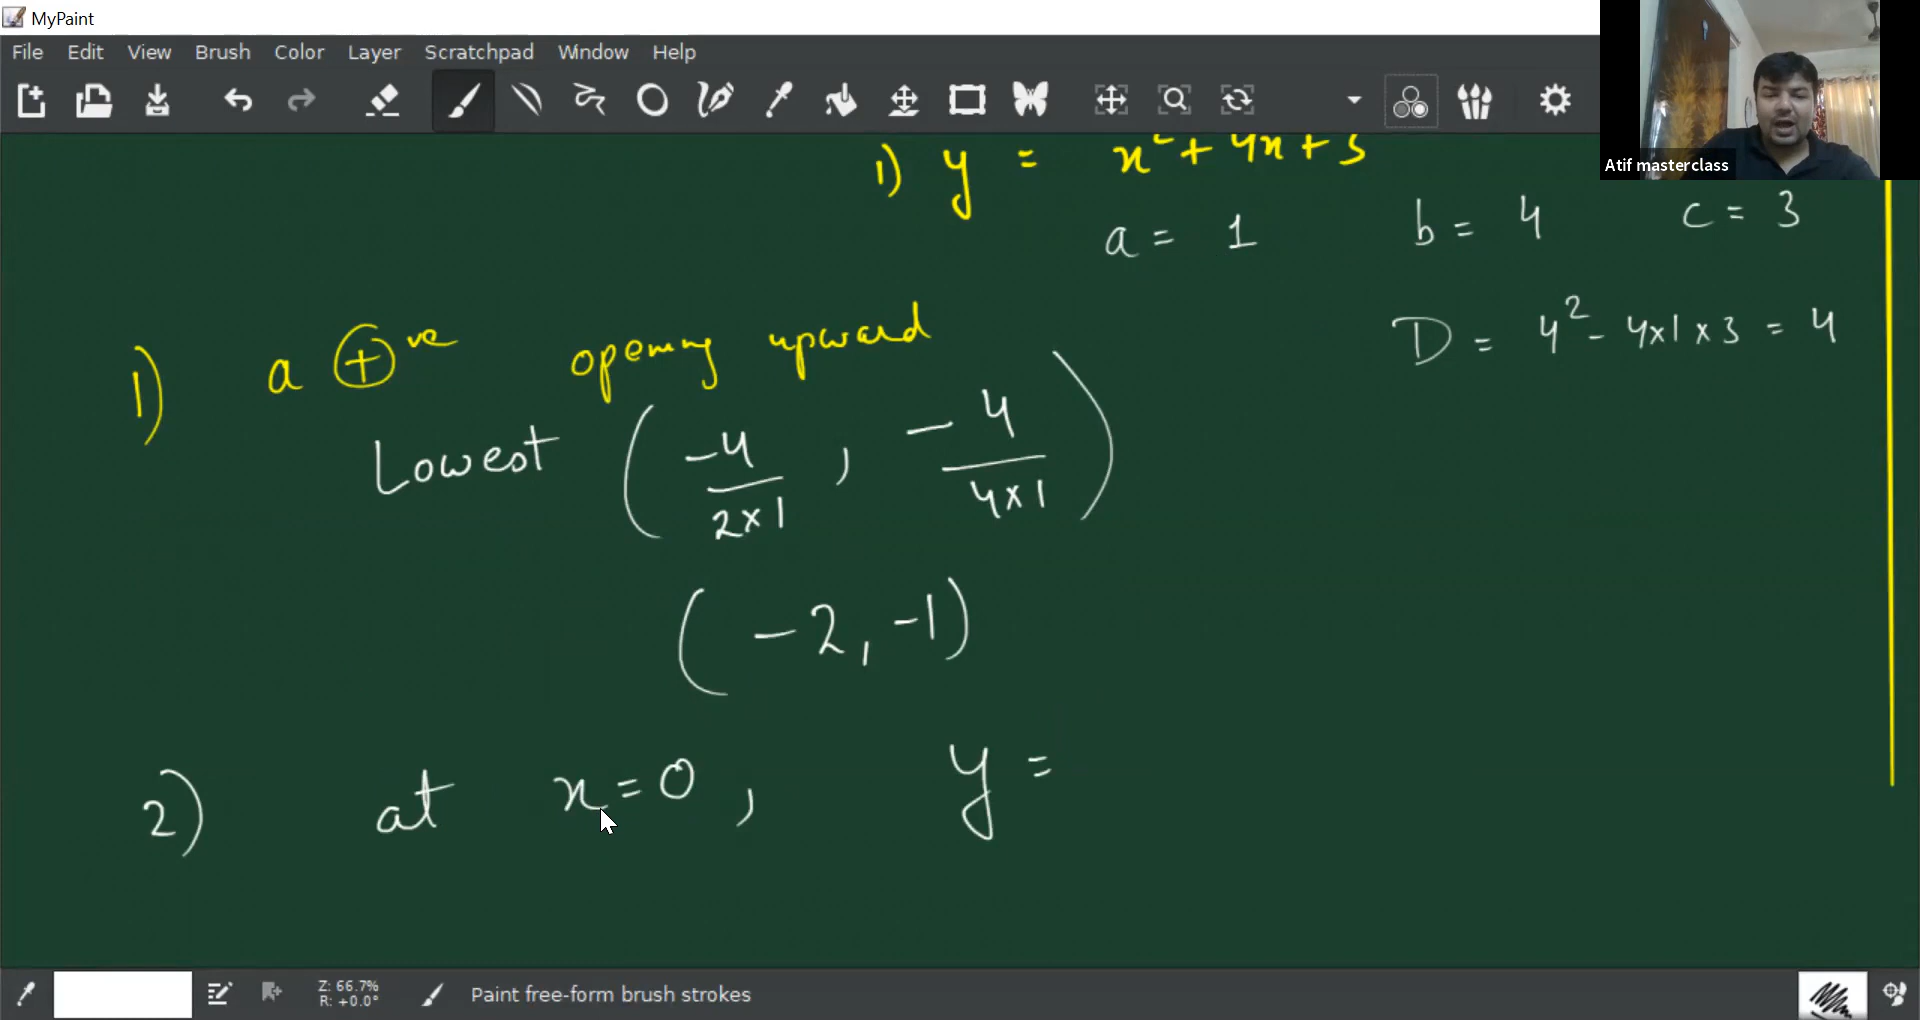 MyPaint
File Edit View Brush Color Layer Scratchpad Window Help
Atif masterclass
1) y = x² + 4x + 3
a = 1 b = 4 c = 3
D = 4² - 4x1 x 3 = 4
1) a (+)ve opening upward
Lowest ( -4/2x1 , -4/4x1 )
( -2, -1)
2) at x = 0 , y =
Z: 66.7%
R: +0.0°
Paint free-form brush strokes